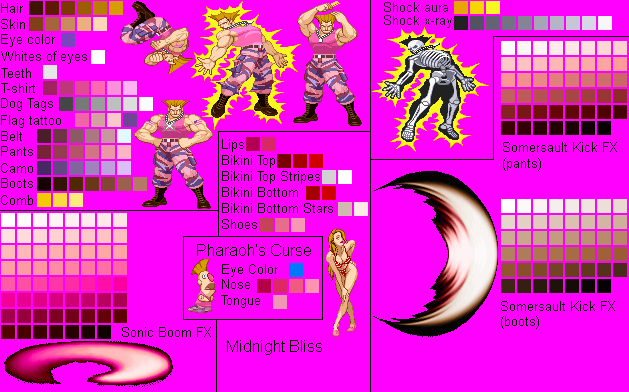 Hair
Skin
Eye color
Whites of eyes
Teeth
T-shirt
Dog Tags
Flag tattoo
Belt
Pants
Camo
Boots
Comb
Shock aura
Shock x-ray
Somersault Kick FX
(pants)
Lips
Bikini Top
Bikini Top Stripes
Bikini Bottom
Bikini Bottom Stars
Shoes
Pharaoh's Curse
Eye Color
Nose
Tongue
Midnight Bliss
Sonic Boom FX
Somersault Kick FX
(boots)